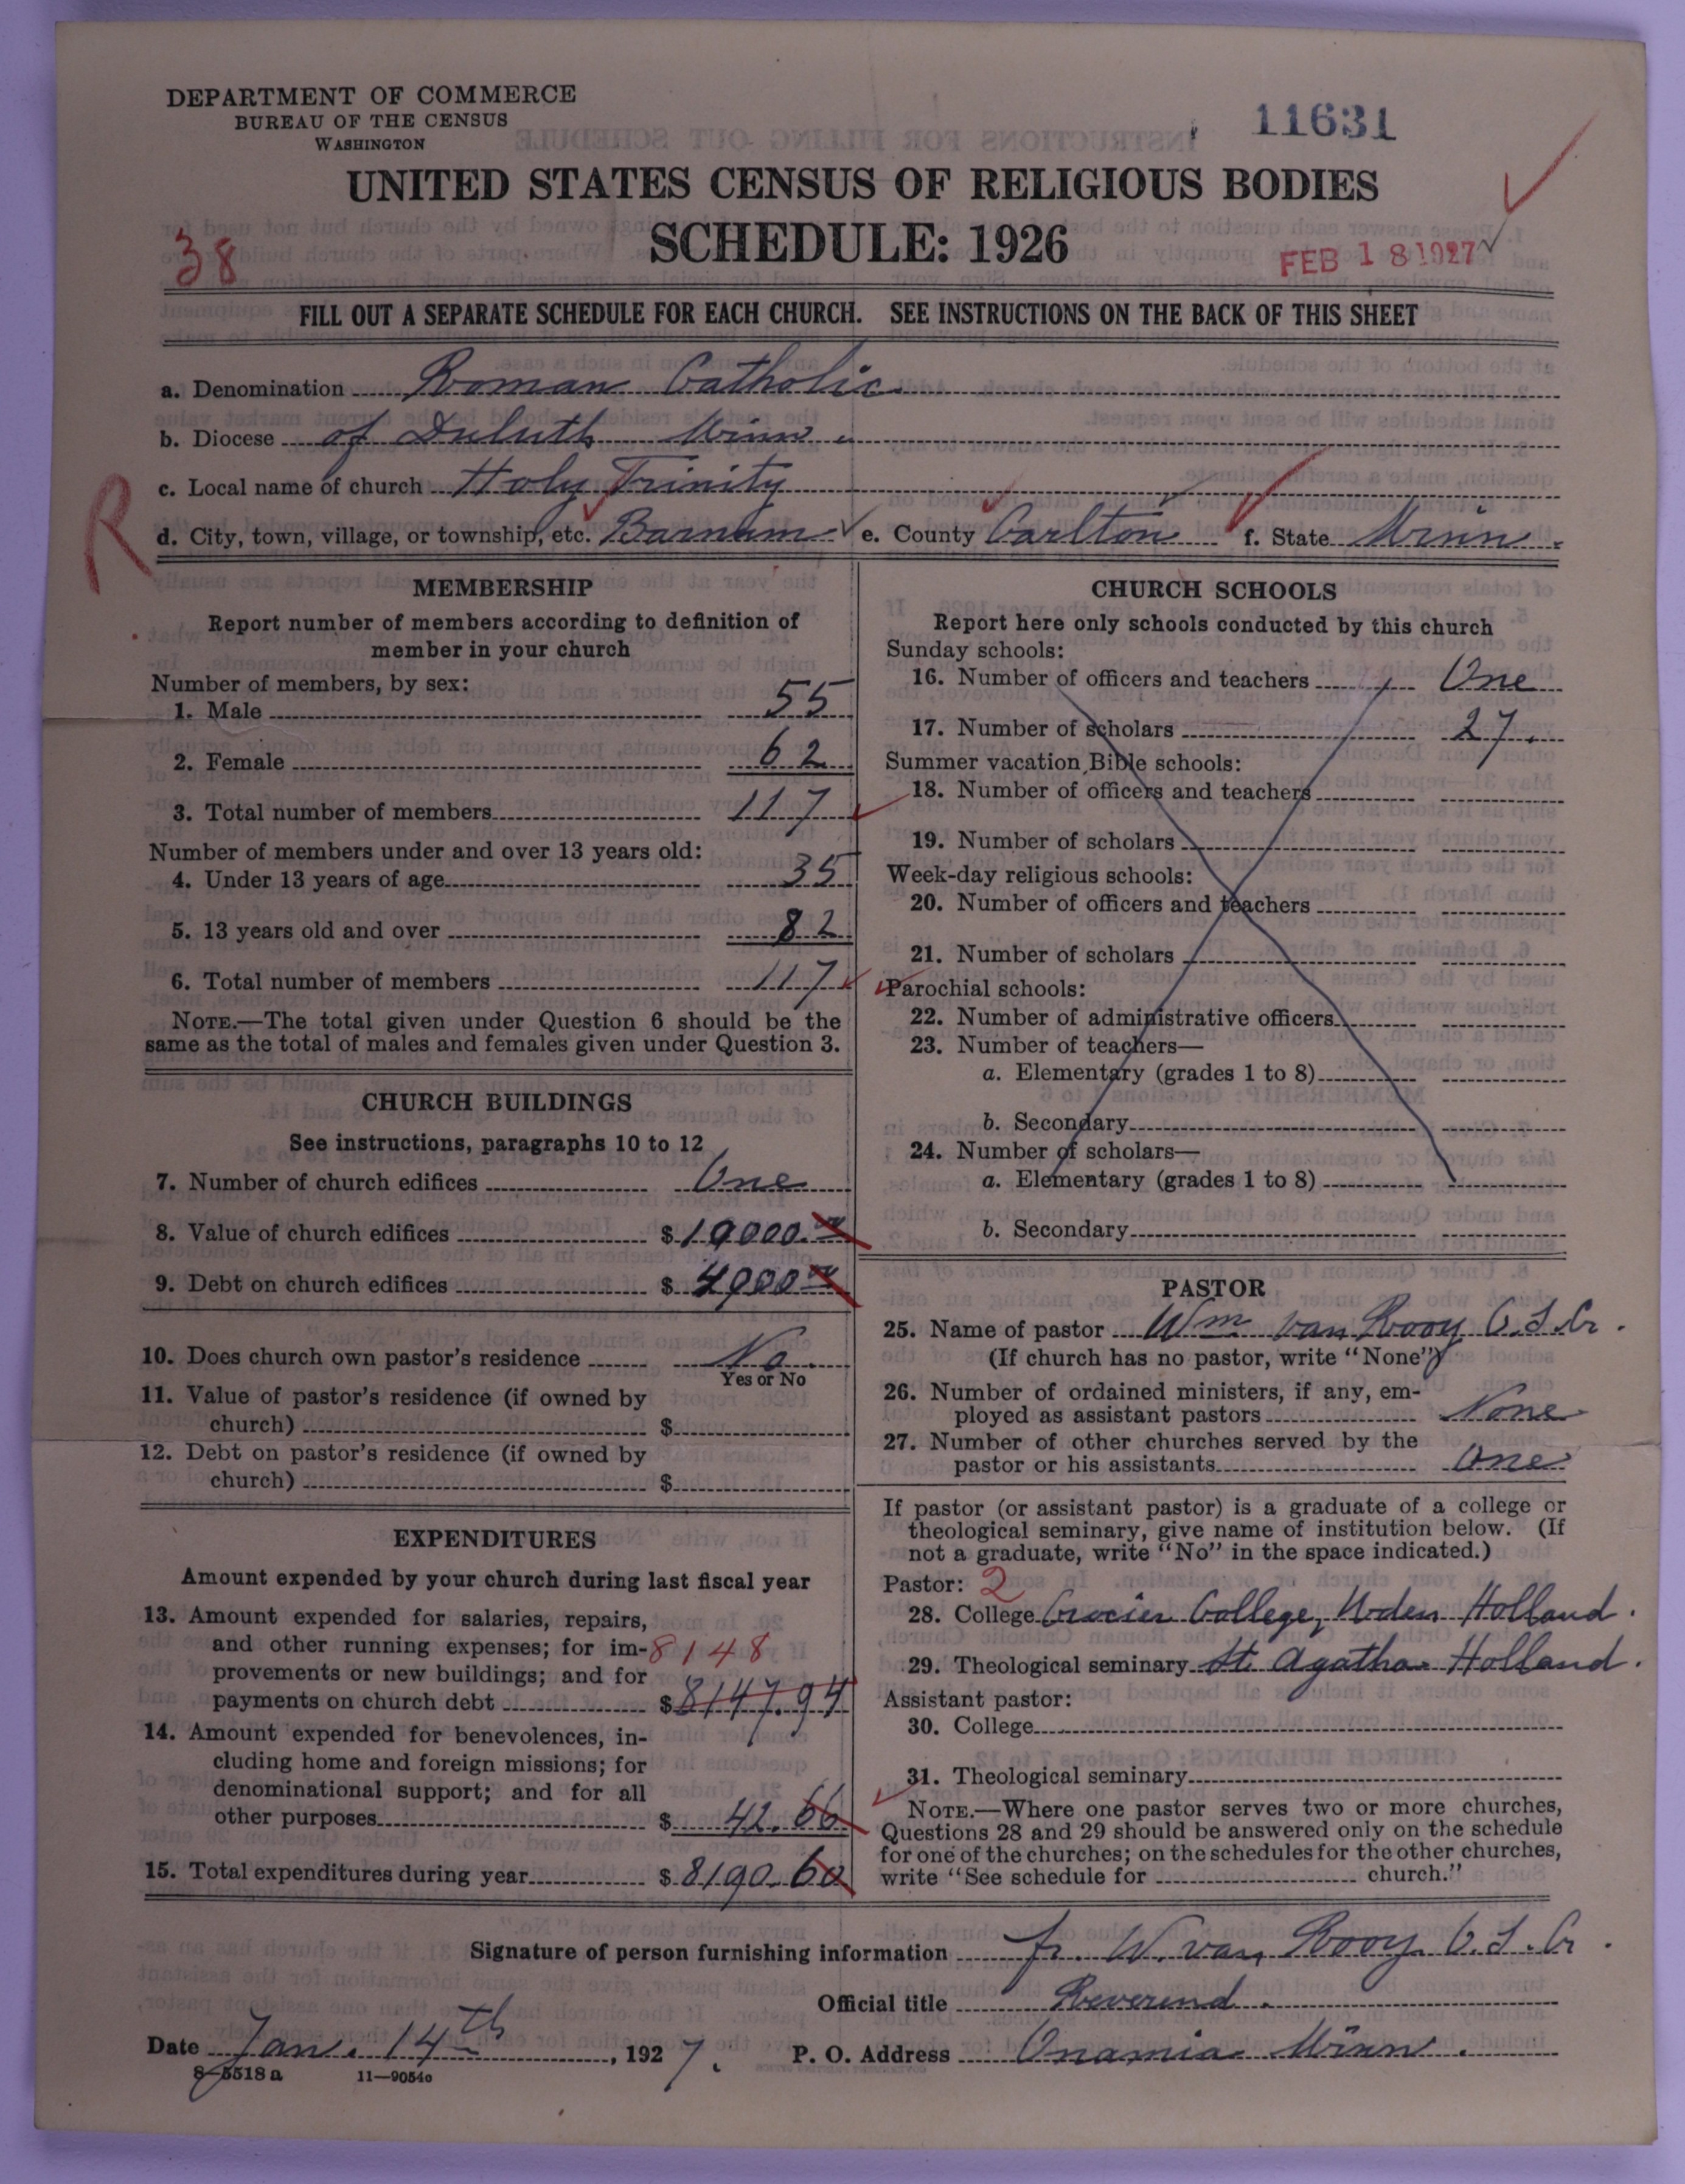 DEPARTMENT OF COMMERCE
BUREAU OF THE CENSUS
WASHINGTON
11631
UNITED STATES CENSUS OF RELIGIOUS BODIES
SCHEDULE: 1926
38
FEB 18 1927
FILL OUT A SEPARATE SCHEDULE FOR EACH CHURCH. SEE INSTRUCTIONS ON THE BACK OF THIS SHEET
a. Denomination Roman Catholic
b. Diocese of Duluth Minn.
c. Local name of church Holy Trinity
R
d. City, town, village, or township, etc. Barnum e. County Carlton f. State Minn.
MEMBERSHIP
Report number of members according to definition of
member in your church
Number of members, by sex:
1. Male 55
2. Female 62
3. Total number of members 117
Number of members under and over 13 years old:
4. Under 13 years of age 35
5. 13 years old and over 82
6. Total number of members 117
NOTE.—The total given under Question 6 should be the
same as the total of males and females given under Question 3.
CHURCH BUILDINGS
See instructions, paragraphs 10 to 12
7. Number of church edifices One
8. Value of church edifices $19000.00
9. Debt on church edifices $4000.00
10. Does church own pastor's residence No.
Yes or No
11. Value of pastor's residence (if owned by
church) $
12. Debt on pastor's residence (if owned by
church) $
EXPENDITURES
Amount expended by your church during last fiscal year
13. Amount expended for salaries, repairs,
and other running expenses; for im- 8148
provements or new buildings; and for
payments on church debt $8147.94
14. Amount expended for benevolences, in-
cluding home and foreign missions; for
denominational support; and for all
other purposes $42.66
15. Total expenditures during year $8190.60
CHURCH SCHOOLS
Report here only schools conducted by this church
Sunday schools:
16. Number of officers and teachers One
17. Number of scholars 27.
Summer vacation Bible schools:
18. Number of officers and teachers
19. Number of scholars
Week-day religious schools:
20. Number of officers and teachers
21. Number of scholars
Parochial schools:
22. Number of administrative officers
23. Number of teachers—
a. Elementary (grades 1 to 8)
b. Secondary
24. Number of scholars—
a. Elementary (grades 1 to 8)
b. Secondary
PASTOR
25. Name of pastor Wm van Rooy O.S.Cr.
(If church has no pastor, write "None")
26. Number of ordained ministers, if any, em-
ployed as assistant pastors None
27. Number of other churches served by the
pastor or his assistants One
If pastor (or assistant pastor) is a graduate of a college or
theological seminary, give name of institution below. (If
not a graduate, write "No" in the space indicated.)
Pastor: 2
28. College Crosier College, Uden Holland.
29. Theological seminary St. Agatha Holland.
Assistant pastor:
30. College
31. Theological seminary
NOTE.—Where one pastor serves two or more churches,
Questions 28 and 29 should be answered only on the schedule
for one of the churches; on the schedules for the other churches,
write "See schedule for church."
Signature of person furnishing information fr. W. van Rooy O.S.Cr.
Official title Reverend.
Date Jan. 14th, 1927. P. O. Address Onamia Minn.
8—5518a 11—9054o